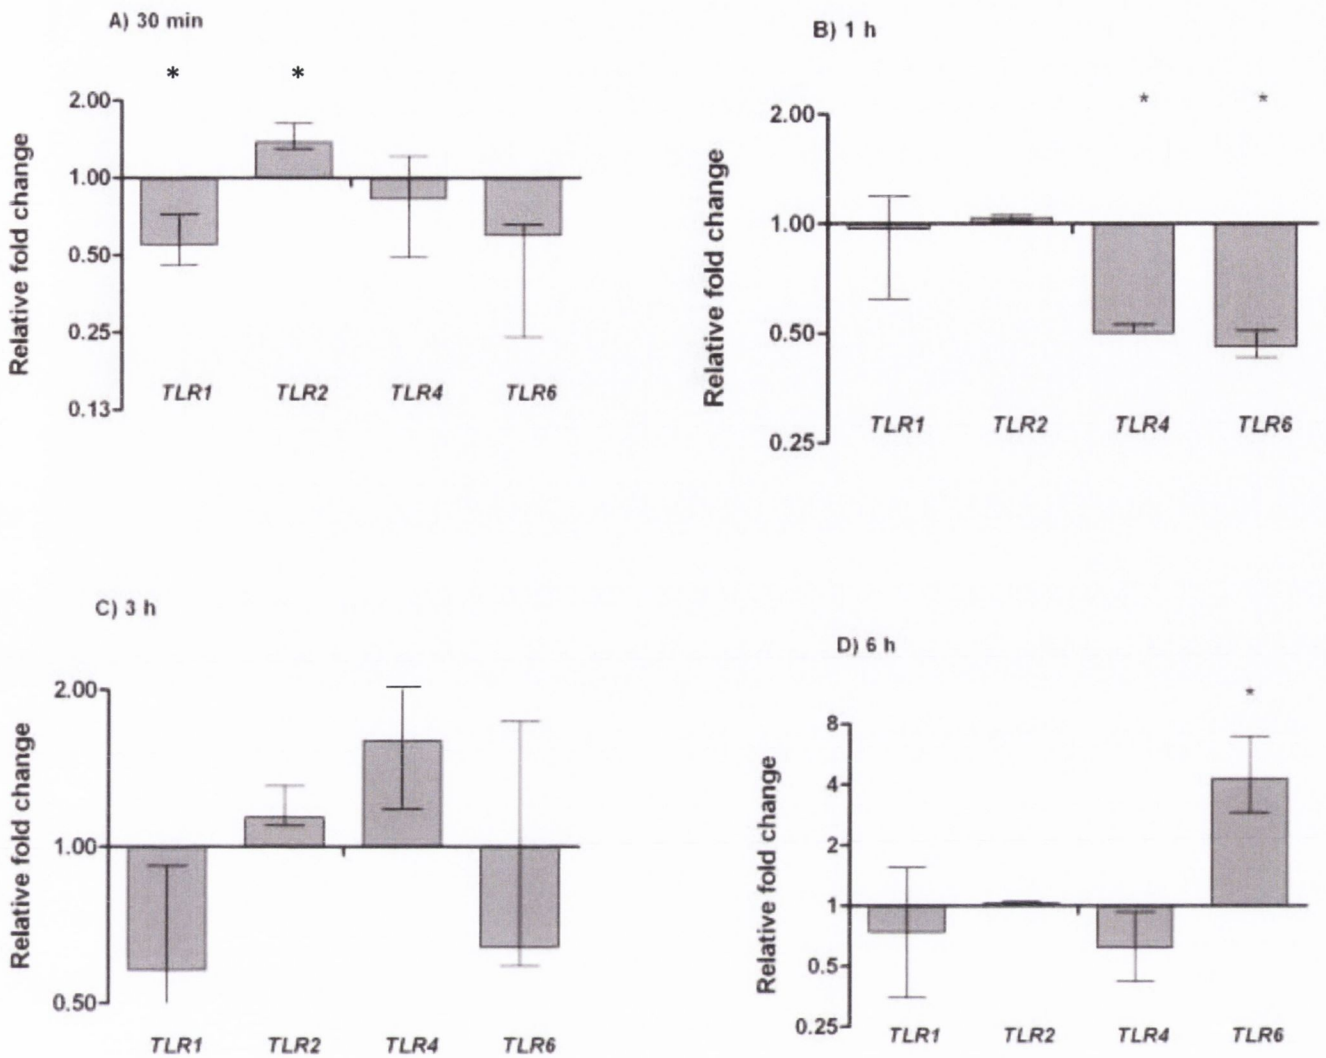 A) 30 min
* *
Relative fold change
2.00
1.00
0.50
0.25
0.13
TLR1 TLR2 TLR4 TLR6
B) 1 h
* *
Relative fold change
2.00
1.00
0.50
0.25
TLR1 TLR2 TLR4 TLR6
C) 3 h
Relative fold change
2.00
1.00
0.50
TLR1 TLR2 TLR4 TLR6
D) 6 h
*
Relative fold change
8
4
2
1
0.5
0.25
TLR1 TLR2 TLR4 TLR6